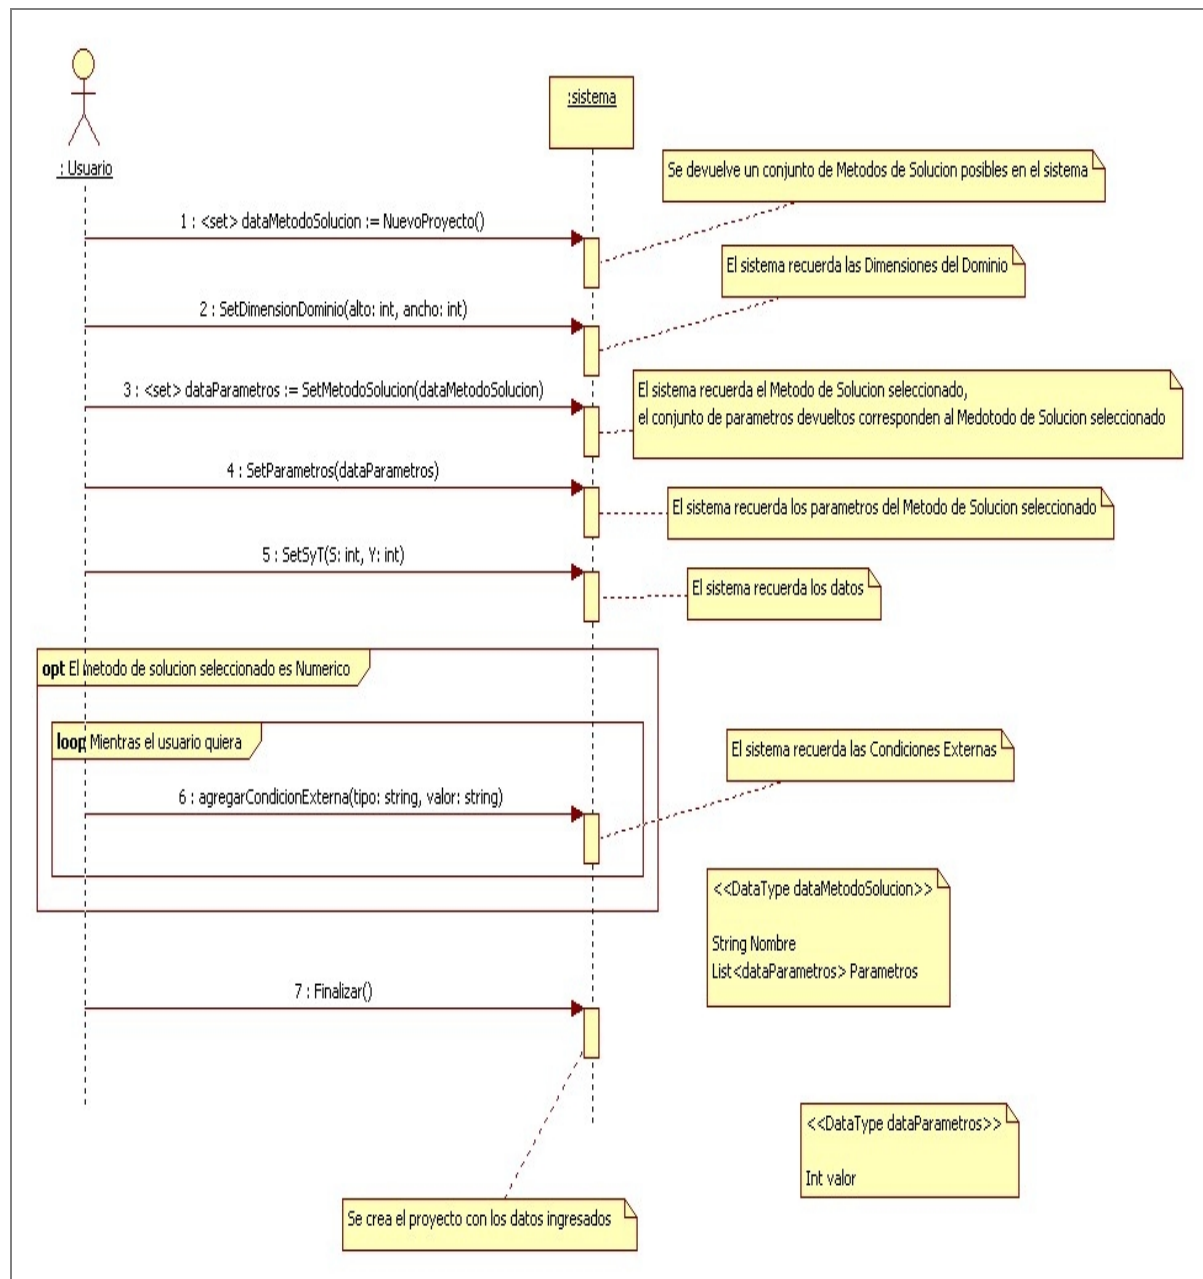 :sistema
: Usuario
Se devuelve un conjunto de Metodos de Solucion posibles en el sistema
1 : <set> dataMetodoSolucion := NuevoProyecto()
El sistema recuerda las Dimensiones del Dominio
2 : SetDimensionDominio(alto: int, ancho: int)
3 : <set> dataParametros := SetMetodoSolucion(dataMetodoSolucion)
El sistema recuerda el Metodo de Solucion seleccionado,
el conjunto de parametros devueltos corresponden al Medotodo de Solucion seleccionado
4 : SetParametros(dataParametros)
El sistema recuerda los parametros del Metodo de Solucion seleccionado
5 : SetSyT(S: int, Y: int)
El sistema recuerda los datos
opt El metodo de solucion seleccionado es Numerico
loop Mientras el usuario quiera
El sistema recuerda las Condiciones Externas
6 : agregarCondicionExterna(tipo: string, valor: string)
<<DataType dataMetodoSolucion>>
String Nombre
List<dataParametros> Parametros
7 : Finalizar()
<<DataType dataParametros>>
Int valor
Se crea el proyecto con los datos ingresados